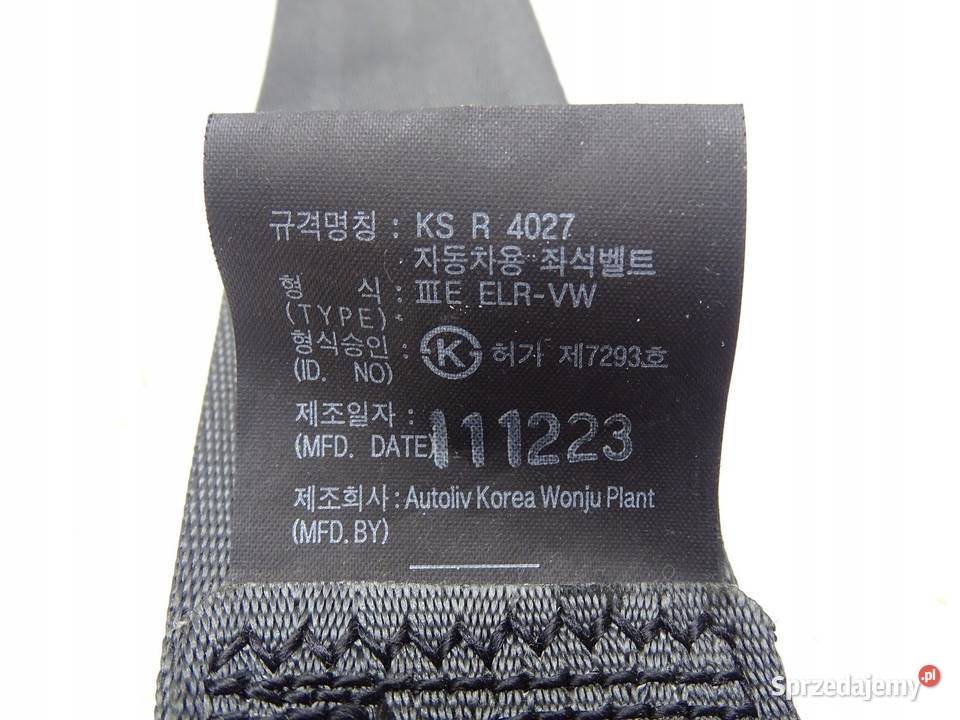 규격명칭 : KS R 4027
자동차용 좌석벨트
형 식 : ⅢE ELR-VW
(TYPE)
형식승인 : K 허가 제7293호
(ID. NO)
제조일자 :
(MFD. DATE) 111223
제조회사 : Autoliv Korea Wonju Plant
(MFD. BY)
Sprzedajemy.pl